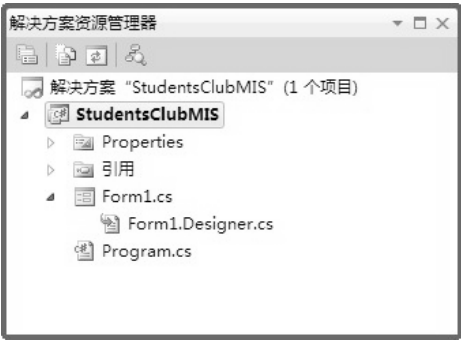 解决方案资源管理器
解决方案 “StudentsClubMIS” (1 个项目)
StudentsClubMIS
Properties
引用
Form1.cs
Form1.Designer.cs
Program.cs